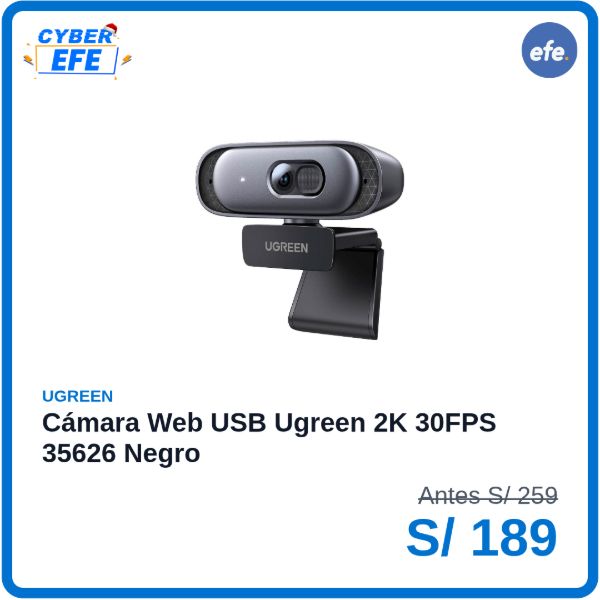 CYBER
EFE
efe.
UGREEN
UGREEN
Cámara Web USB Ugreen 2K 30FPS
35626 Negro
Antes S/ 259
S/ 189